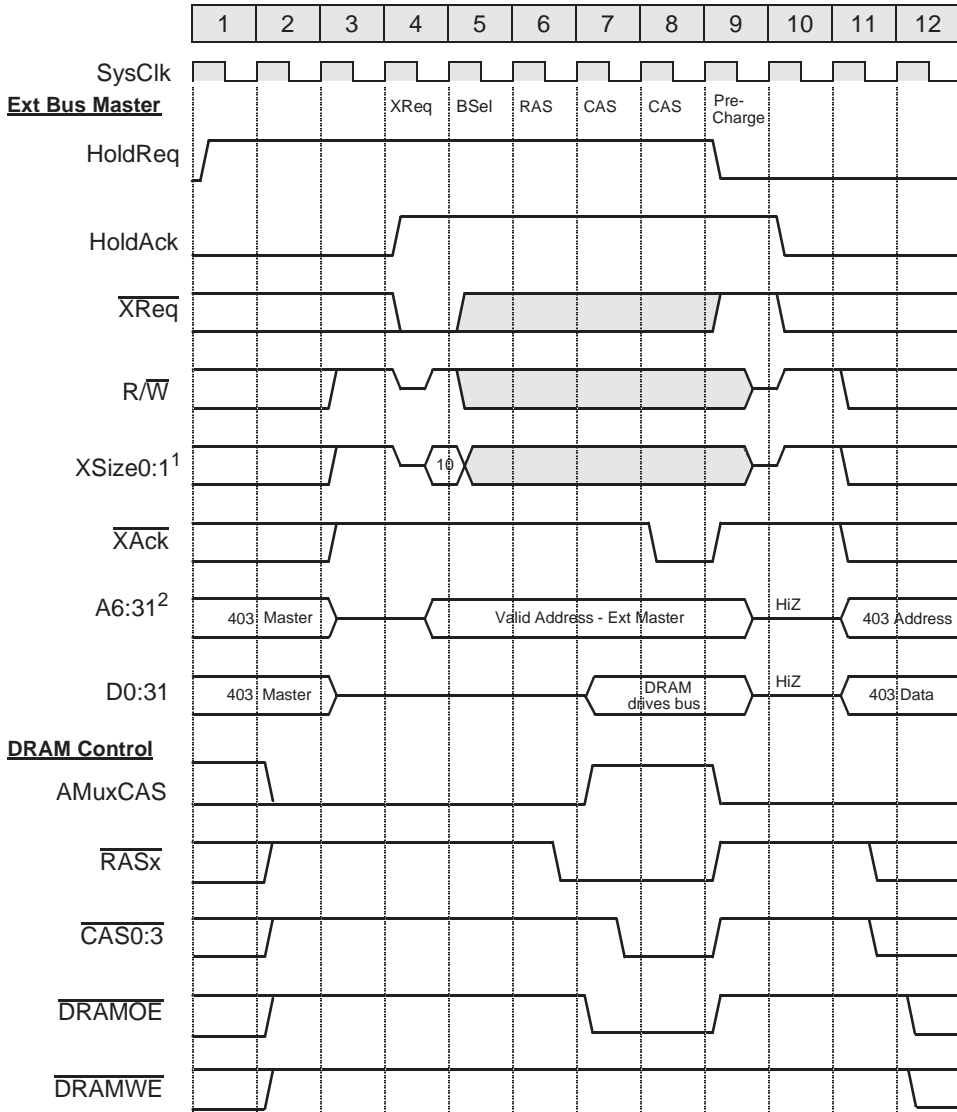 1 2 3 4 5 6 7 8 9 10 11 12
SysClk
Ext Bus Master XReq BSel RAS CAS CAS Pre-
Charge
HoldReq
HoldAck
XReq
R/W
XSize0:1¹ 10
XAck
A6:31² 403 Master Valid Address - Ext Master HiZ 403 Address
D0:31 403 Master DRAM HiZ 403 Data
drives bus
DRAM Control
AMuxCAS
RASx
CAS0:3
DRAMOE
DRAMWE